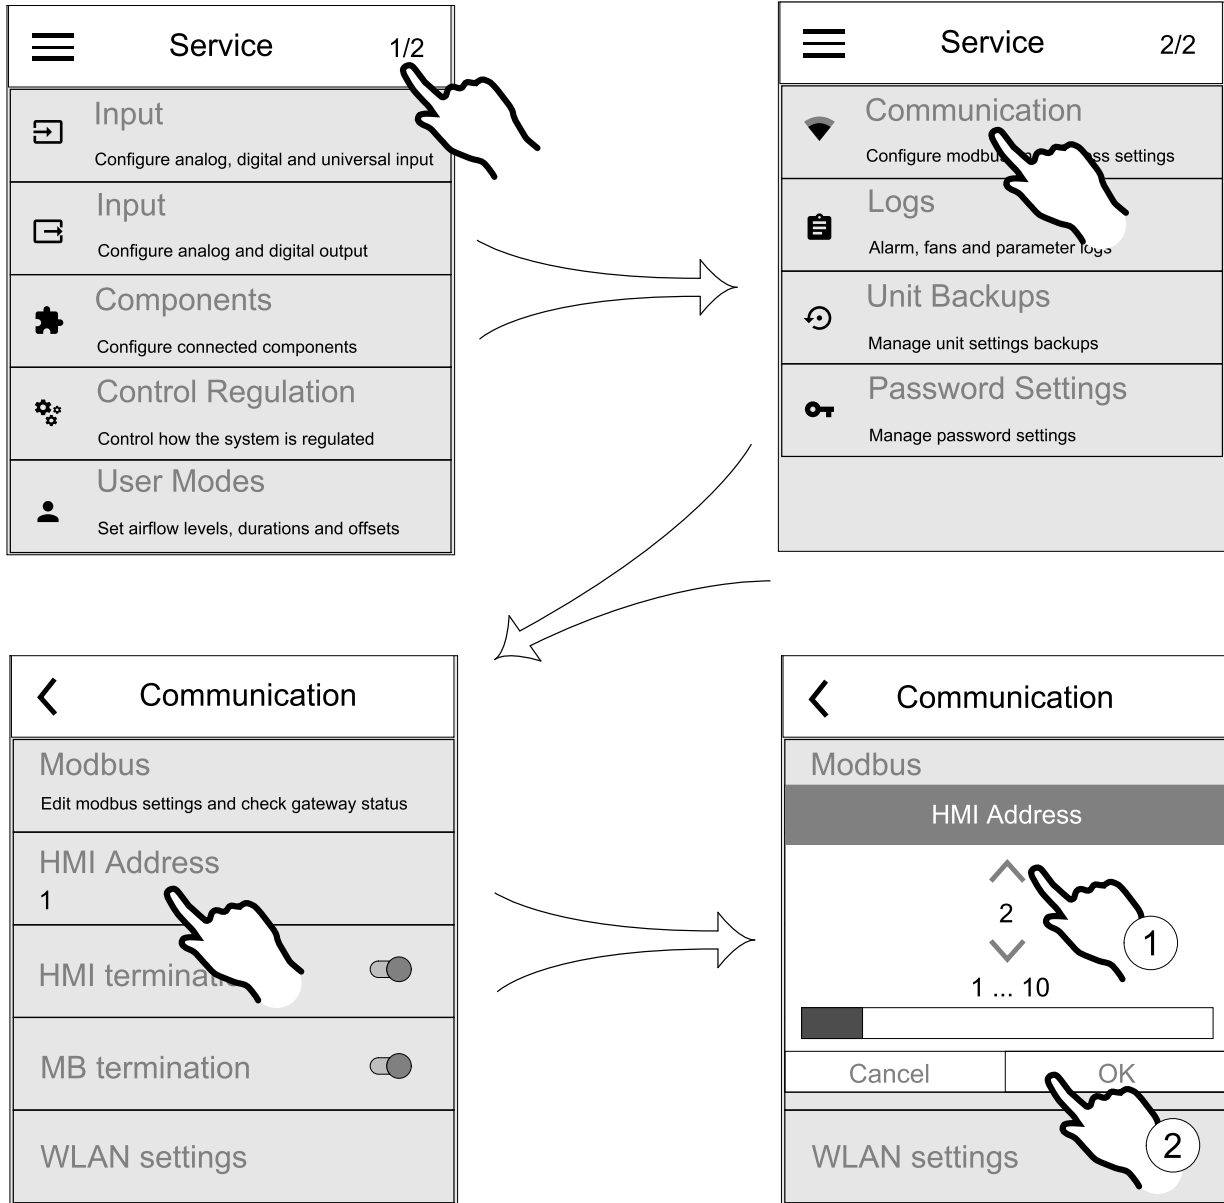 Service 1/2
Input
Configure analog, digital and universal input
Input
Configure analog and digital output
Components
Configure connected components
Control Regulation
Control how the system is regulated
User Modes
Set airflow levels, durations and offsets
Service 2/2
Communication
Configure modbus settings
Logs
Alarm, fans and parameter logs
Unit Backups
Manage unit settings backups
Password Settings
Manage password settings
Communication
Modbus
Edit modbus settings and check gateway status
HMI Address
1
HMI termination
MB termination
WLAN settings
Communication
Modbus
HMI Address
2
1
1 ... 10
Cancel OK
2
WLAN settings